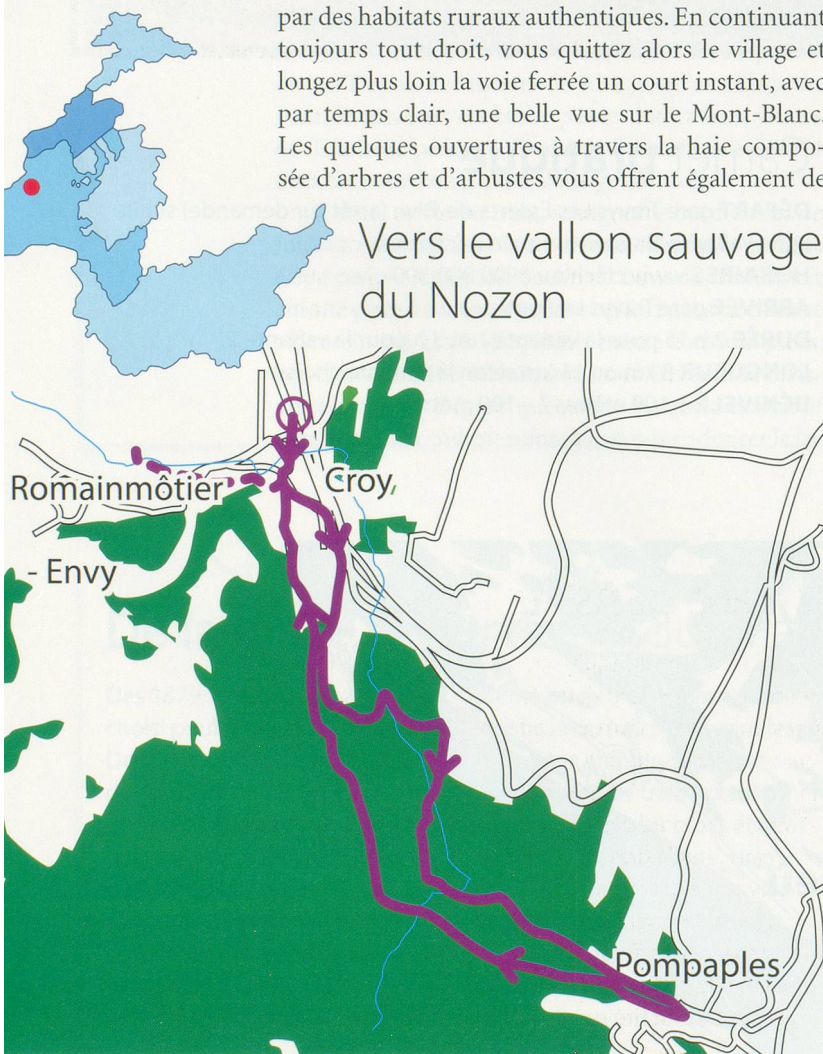 par des habitats ruraux authentiques. En continuant
toujours tout droit, vous quittez alors le village et
longez plus loin la voie ferrée un court instant, avec
par temps clair, une belle vue sur le Mont-Blanc.
Les quelques ouvertures à travers la haie compo-
sée d'arbres et d'arbustes vous offrent également de
Vers le vallon sauvage
du Nozon
Romainmôtier
Croy
- Envy
Pompaples